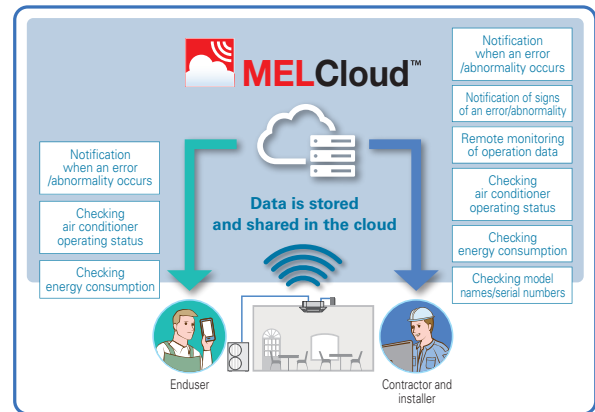 MELCloud™
Notification
when an error
/abnormality occurs
Checking
air conditioner
operating status
Checking
energy consumption
Data is stored
and shared in the cloud
Notification
when an error
/abnormality occurs
Notification of signs
of an error/abnormality
Remote monitoring
of operation data
Checking
air conditioner
operating status
Checking
energy consumption
Checking model
names/serial numbers
Enduser
Contractor and
installer